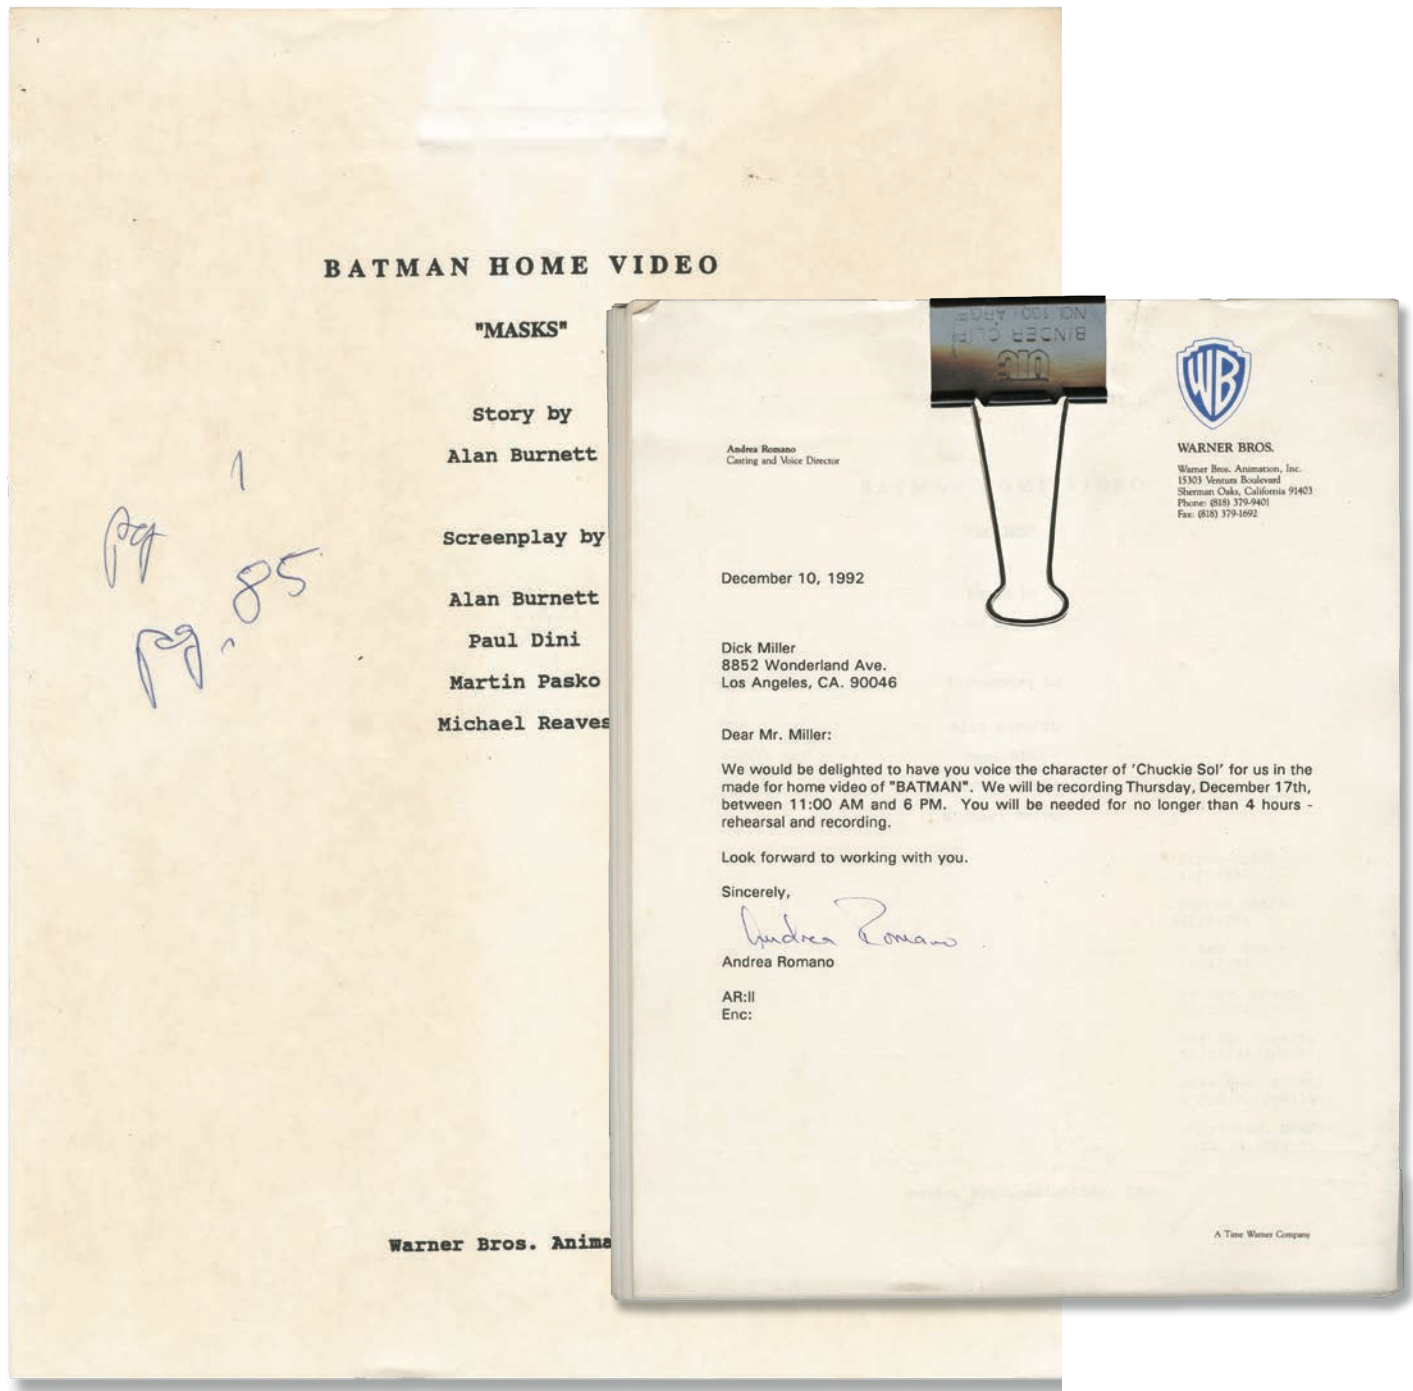 BATMAN HOME VIDEO
"MASKS"
Story by
Alan Burnett
Screenplay by
Alan Burnett
Paul Dini
Martin Pasko
Michael Reaves
Warner Bros. Anima
1
pg
pg. 85
NO. 100 LARGE
BINDER CLIP
WB
WARNER BROS.
Andrea Romano
Casting and Voice Director
Warner Bros. Animation, Inc.
15303 Ventura Boulevard
Sherman Oaks, California 91403
Phone: (818) 379-9401
Fax: (818) 379-1692
December 10, 1992
Dick Miller
8852 Wonderland Ave.
Los Angeles, CA. 90046
Dear Mr. Miller:
We would be delighted to have you voice the character of 'Chuckie Sol' for us in the
made for home video of "BATMAN". We will be recording Thursday, December 17th,
between 11:00 AM and 6 PM. You will be needed for no longer than 4 hours -
rehearsal and recording.
Look forward to working with you.
Sincerely,
Andrea Romano
Andrea Romano
AR:ll
Enc:
A Time Warner Company